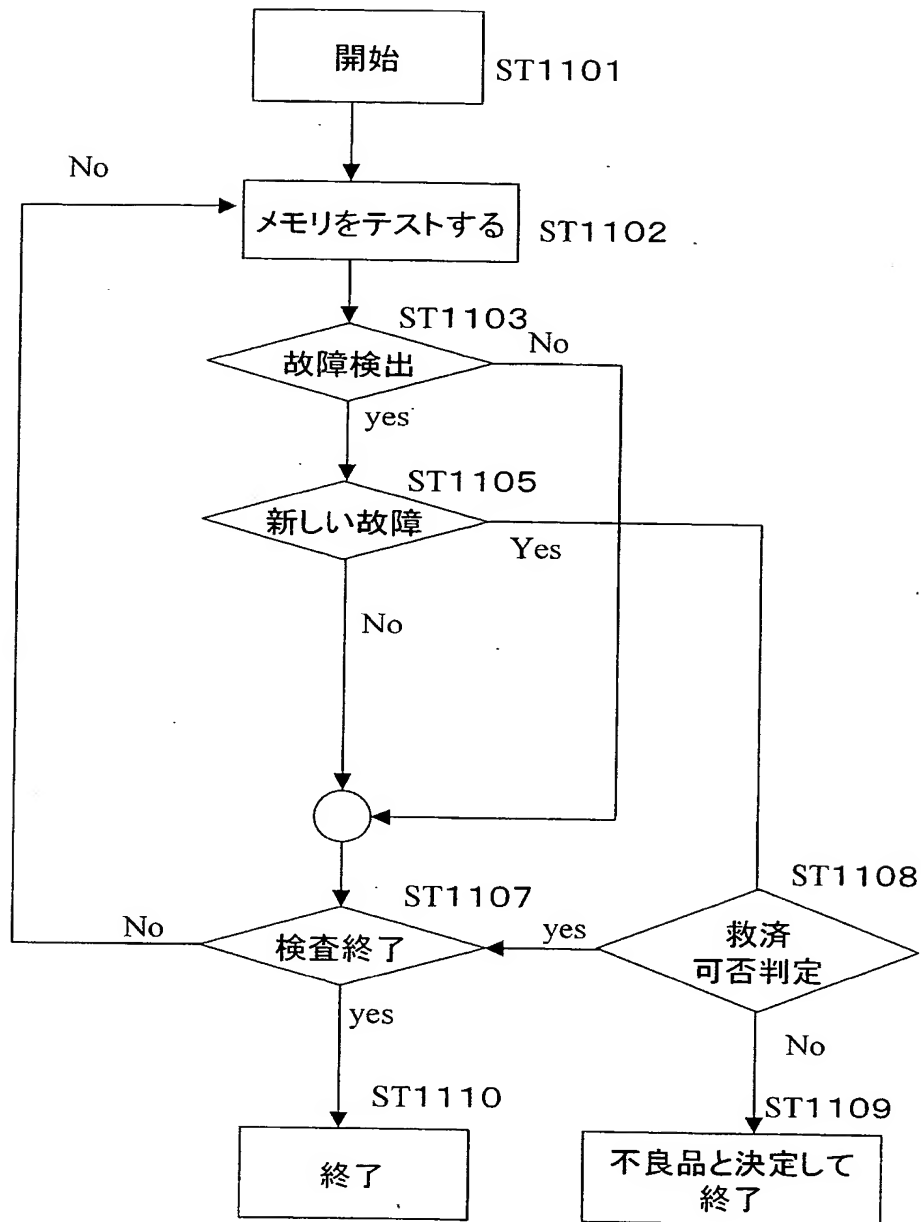 開始
ST1101
No
メモリをテストする
ST1102
ST1103
故障検出
No
yes
ST1105
新しい故障
Yes
No
ST1108
ST1107
No
検査終了
yes
救済
可否判定
yes
No
ST1110
ST1109
終了
不良品と決定して
終了